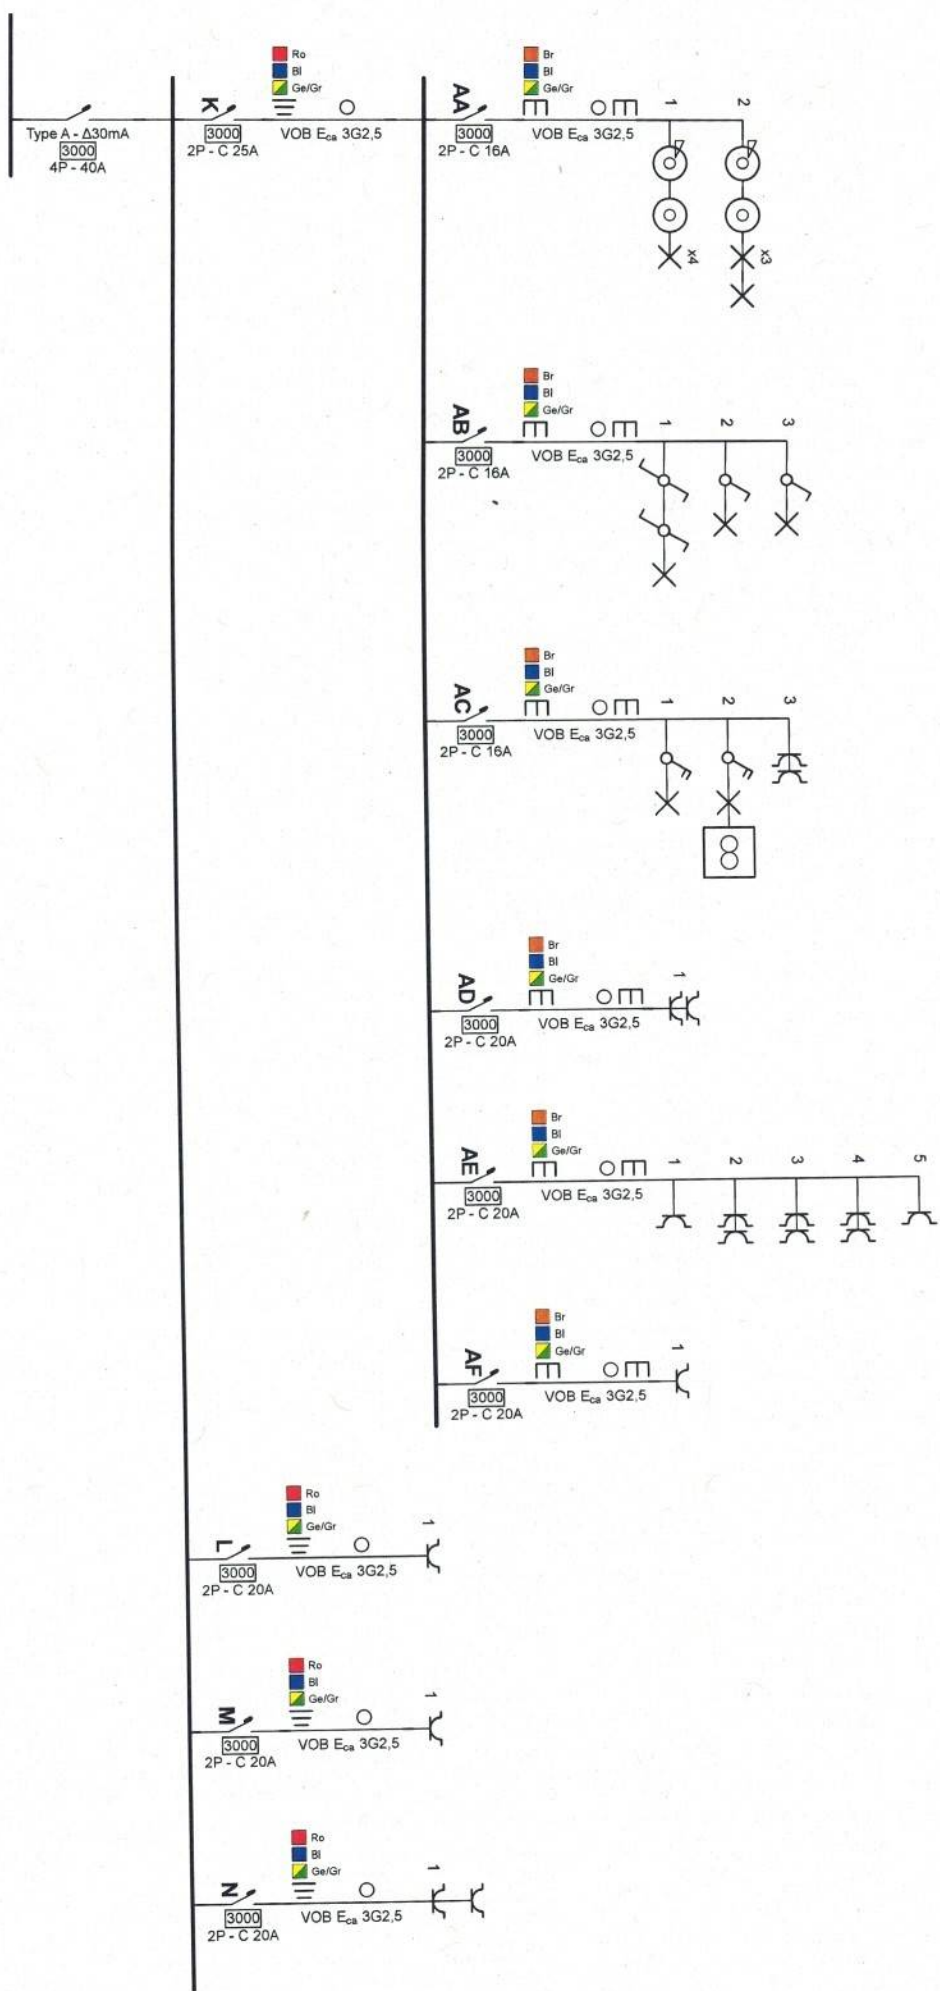 Type A - Δ30mA
3000
4P - 40A
K
3000
2P - C 25A
Ro
Bl
Ge/Gr
VOB Eca 3G2,5
AA
3000
2P - C 16A
Br
Bl
Ge/Gr
VOB Eca 3G2,5
1
2
x4
x3
AB
3000
2P - C 16A
Br
Bl
Ge/Gr
VOB Eca 3G2,5
1
2
3
AC
3000
2P - C 16A
Br
Bl
Ge/Gr
VOB Eca 3G2,5
1
2
3
AD
3000
2P - C 20A
Br
Bl
Ge/Gr
VOB Eca 3G2,5
1
AE
3000
2P - C 20A
Br
Bl
Ge/Gr
VOB Eca 3G2,5
1
2
3
4
5
AF
3000
2P - C 20A
Br
Bl
Ge/Gr
VOB Eca 3G2,5
1
L
3000
2P - C 20A
Ro
Bl
Ge/Gr
VOB Eca 3G2,5
1
M
3000
2P - C 20A
Ro
Bl
Ge/Gr
VOB Eca 3G2,5
1
N
3000
2P - C 20A
Ro
Bl
Ge/Gr
VOB Eca 3G2,5
1